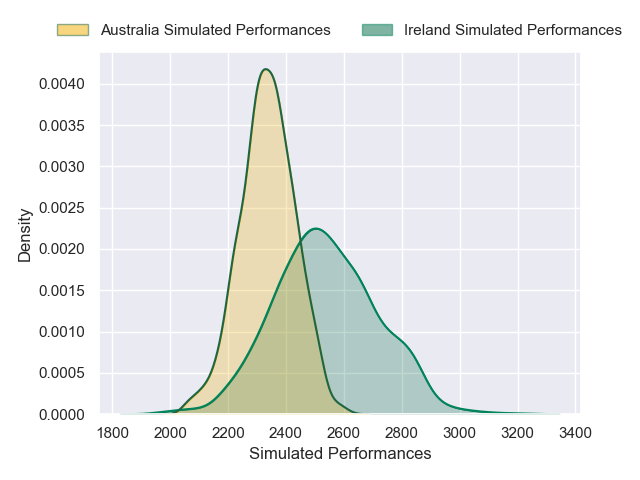 Australia Simulated Performances
Ireland Simulated Performances
0.0040
0.0035
0.0030
0.0025
0.0020
0.0015
0.0010
0.0005
0.0000
Density
1800 2000 2200 2400 2600 2800 3000 3200 3400
Simulated Performances